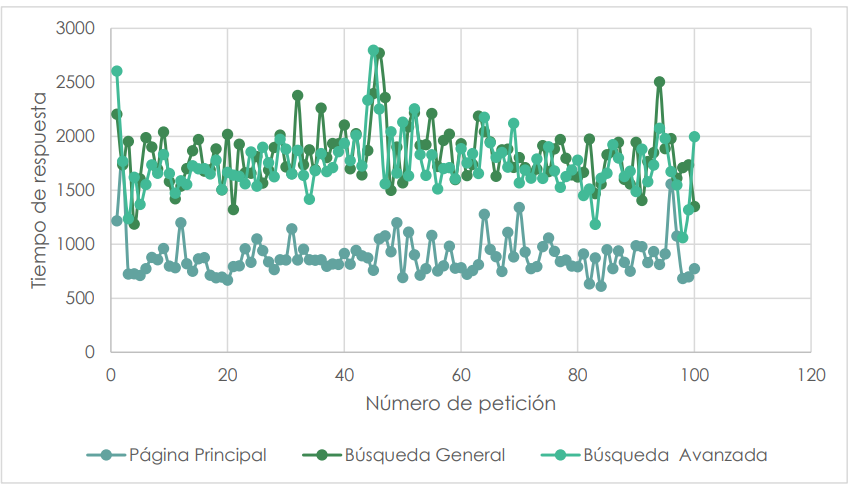 3000
2500
2000
1500
1000
500
0
Tiempo de respuesta
0 20 40 60 80 100 120
Número de petición
Página Principal Búsqueda General Búsqueda Avanzada